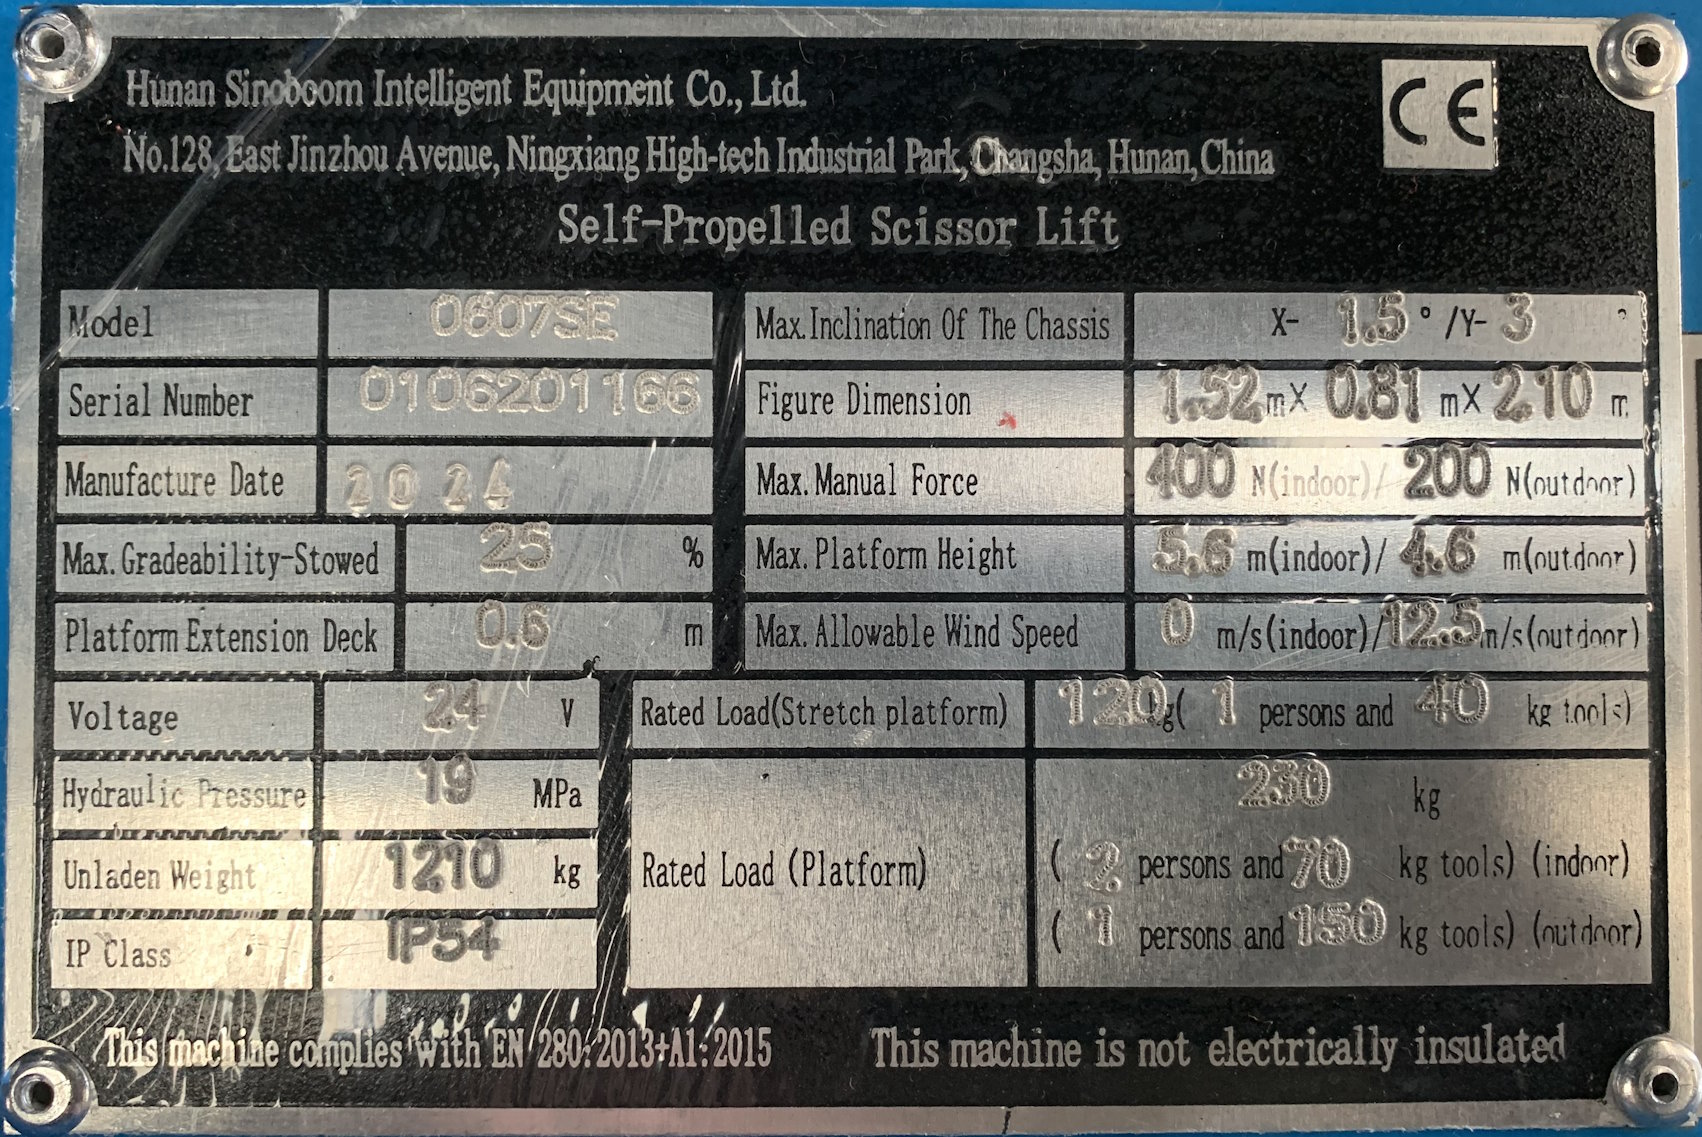 Hunan Sinoboom Intelligent Equipment Co., Ltd.
CE
No.128, East Jinzhou Avenue, Ningxiang High-tech Industrial Park, Changsha, Hunan, China
Self-Propelled Scissor Lift
Model 0607SE
Serial Number 0106201166
Manufacture Date 2024
Max. Gradeability-Stowed 25 %
Platform Extension Deck 0.6 m
Max. Inclination Of The Chassis X- 1.5 ° /Y- 3 °
Figure Dimension 1.52 mX 0.81 mX 2.10 m
Max. Manual Force 400 N(indoor)/ 200 N(outdoor)
Max. Platform Height 5.6 m(indoor)/ 4.6 m(outdoor)
Max. Allowable Wind Speed 0 m/s(indoor)/12.5m/s(outdoor)
Voltage 24 V
Hydraulic Pressure 19 MPa
Unladen Weight 1210 kg
IP Class IP54
Rated Load(Stretch platform) 120kg( 1 persons and 40 kg tools)
Rated Load (Platform) 230 kg
( 2 persons and 70 kg tools) (indoor)
( 1 persons and 150 kg tools) (outdoor)
This machine complies with EN 280:2013+A1:2015
This machine is not electrically insulated